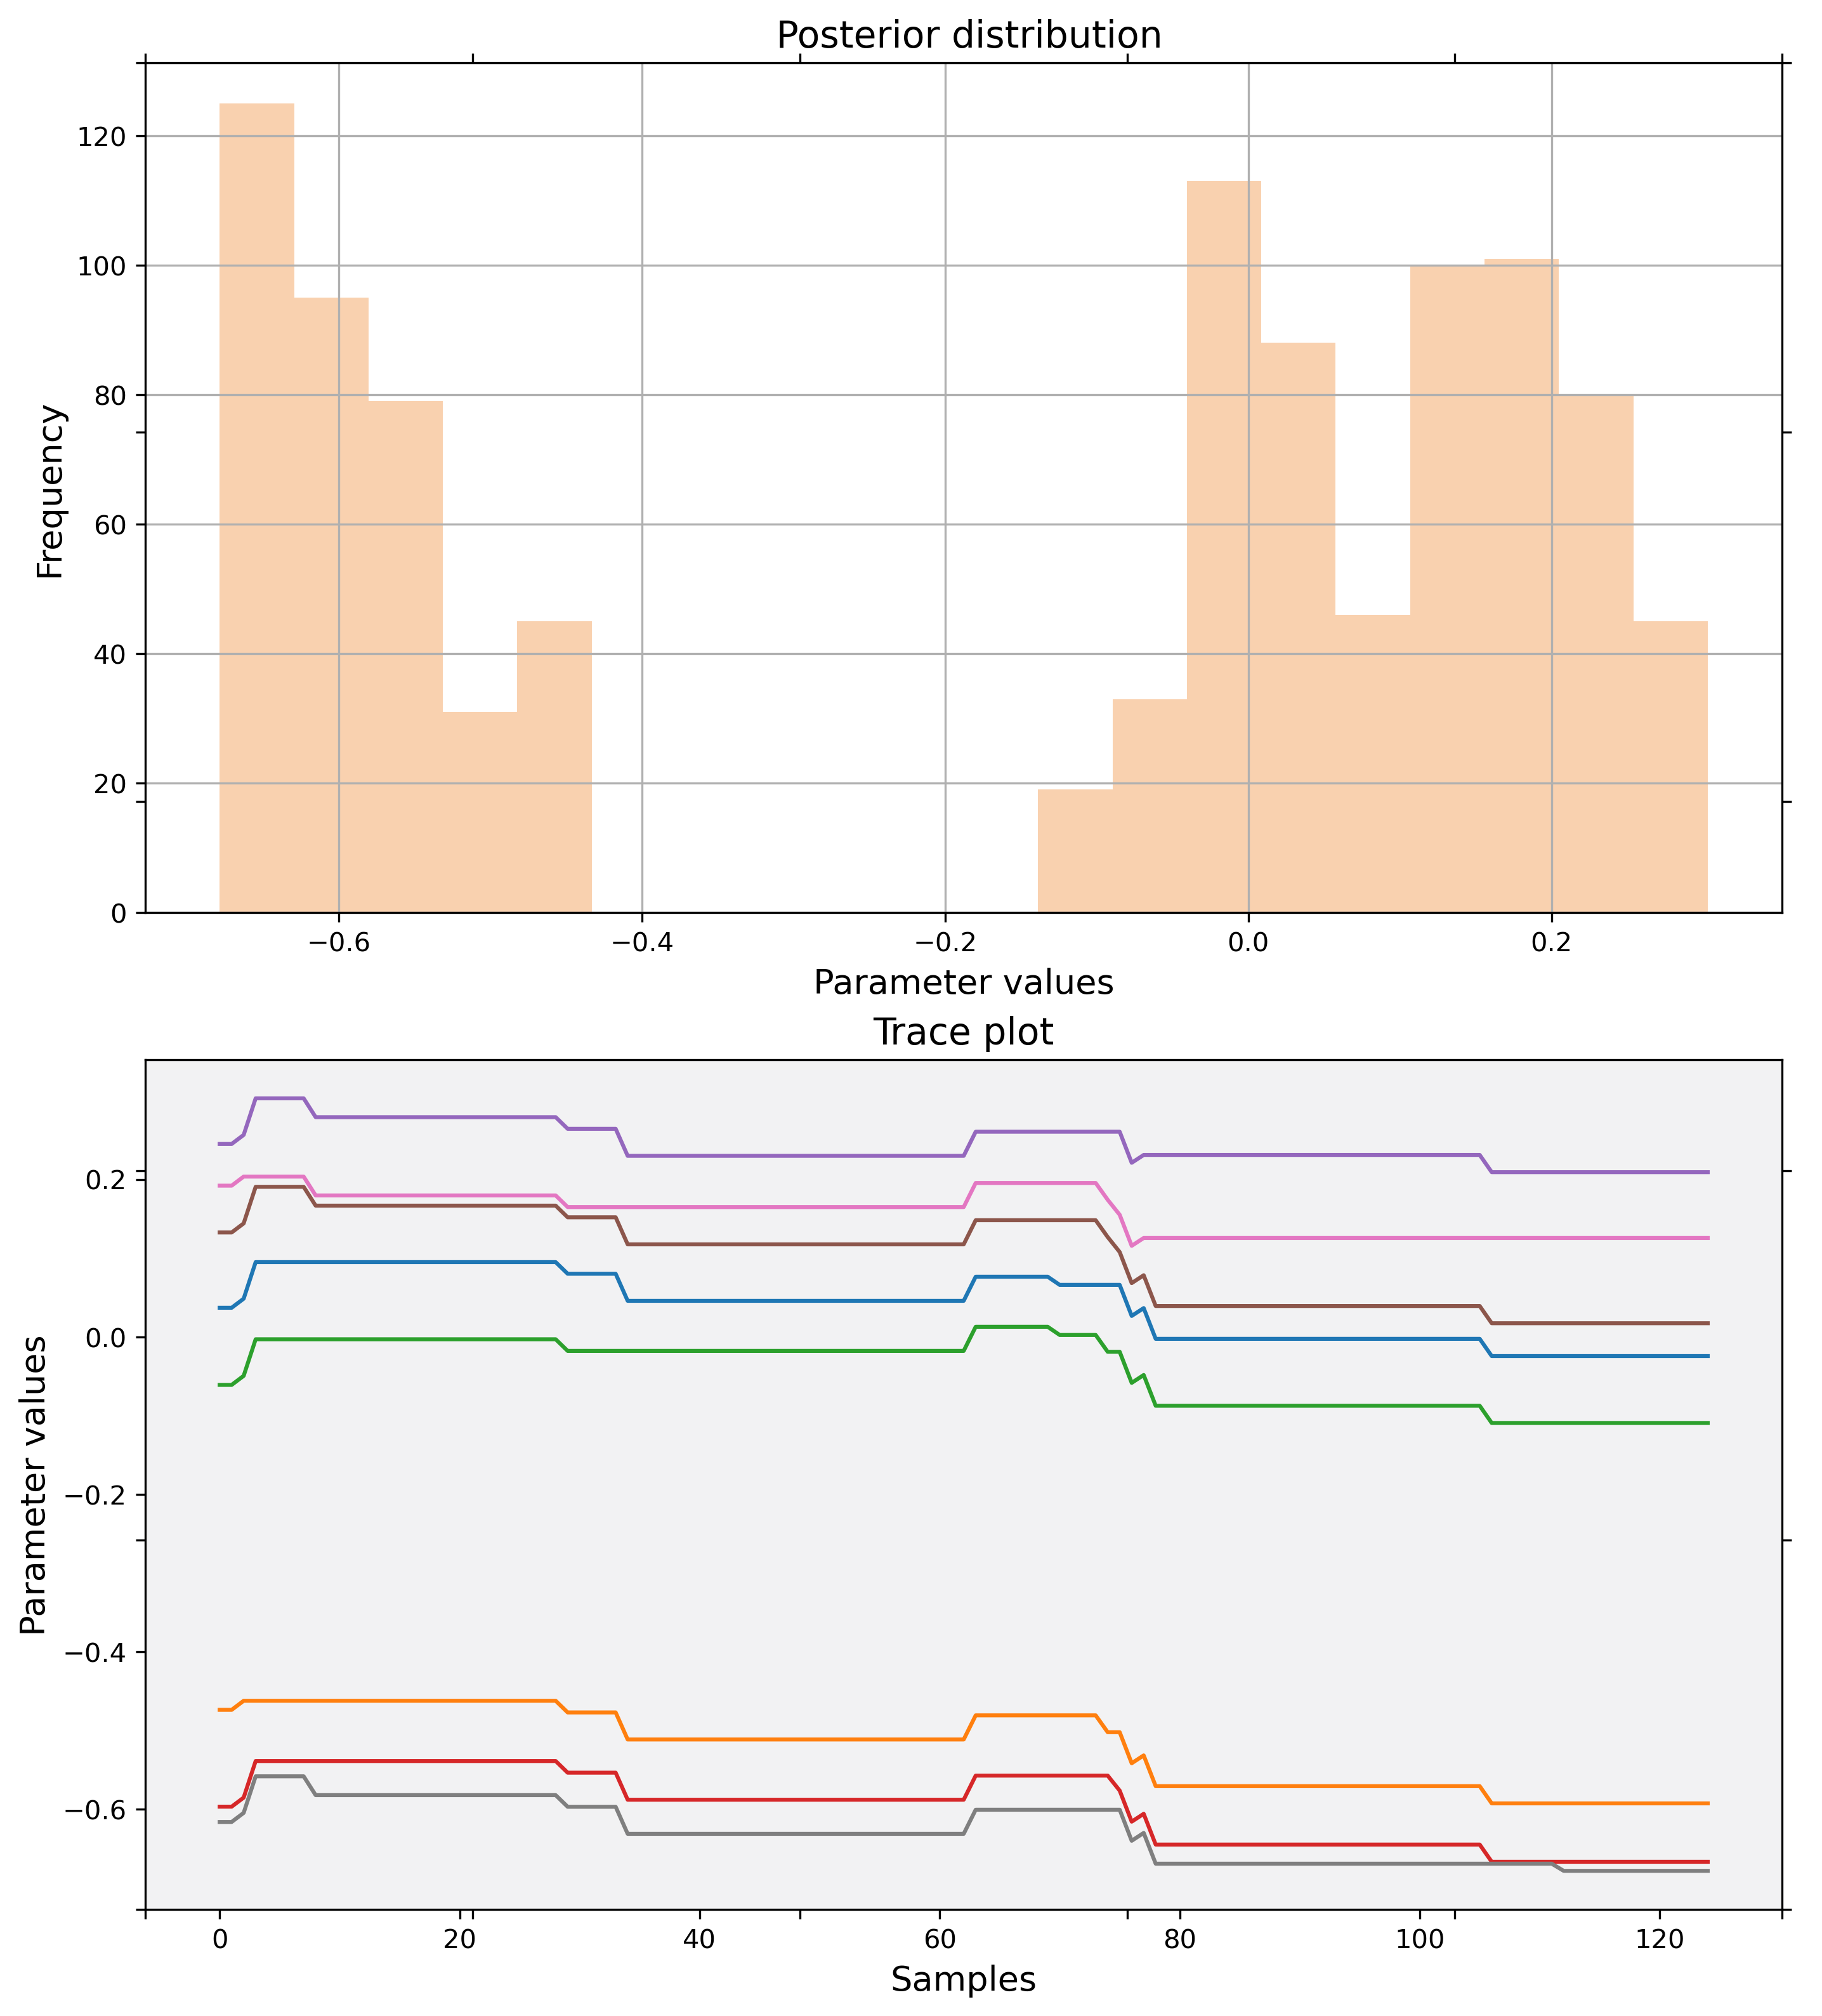 Posterior distribution
120
100
80
60
40
20
0
Frequency
−0.6 −0.4 −0.2 0.0 0.2
Parameter values
Trace plot
0.2
0.0
−0.2
−0.4
−0.6
Parameter values
0 20 40 60 80 100 120
Samples